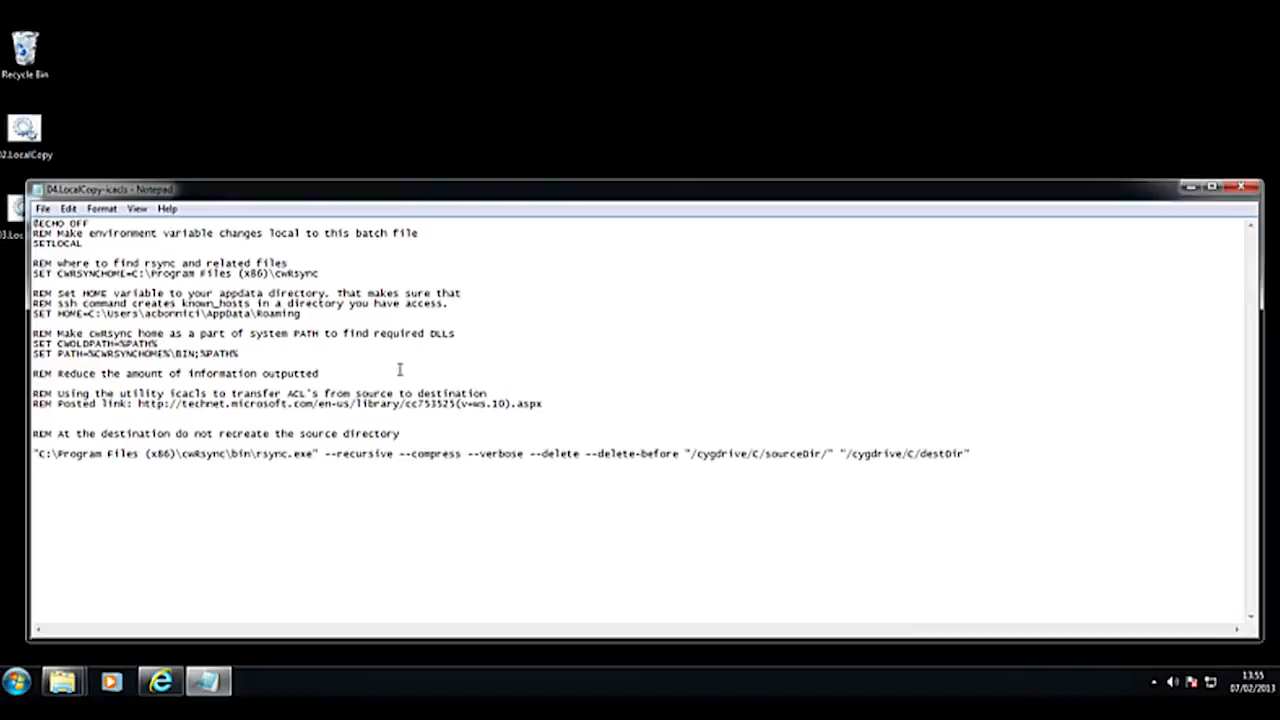 Recycle Bin
02.LocalCopy
03.Loc
04.LocalCopy-icacls - Notepad
File Edit Format View Help
@ECHO OFF
REM Make environment variable changes local to this batch file
SETLOCAL
REM where to find rsync and related files
SET CWRSYNCHOME=C:\Program Files (x86)\cwRsync
REM Set HOME variable to your appdata directory. That makes sure that
REM ssh command creates known_hosts in a directory you have access.
SET HOME=C:\Users\acbonnici\AppData\Roaming
REM Make cwRsync home as a part of system PATH to find required DLLs
SET CWOLDPATH=%PATH%
SET PATH=%CWRSYNCHOME%\BIN;%PATH%
REM Reduce the amount of information outputted
REM Using the utility icacls to transfer ACL's from source to destination
REM Posted link: http://technet.microsoft.com/en-us/library/cc753525(v=ws.10).aspx
REM At the destination do not recreate the source directory
"C:\Program Files (x86)\cwRsync\bin\rsync.exe" --recursive --compress --verbose --delete --delete-before "/cygdrive/C/sourceDir/" "/cygdrive/C/destDir"
13:55
07/02/2013